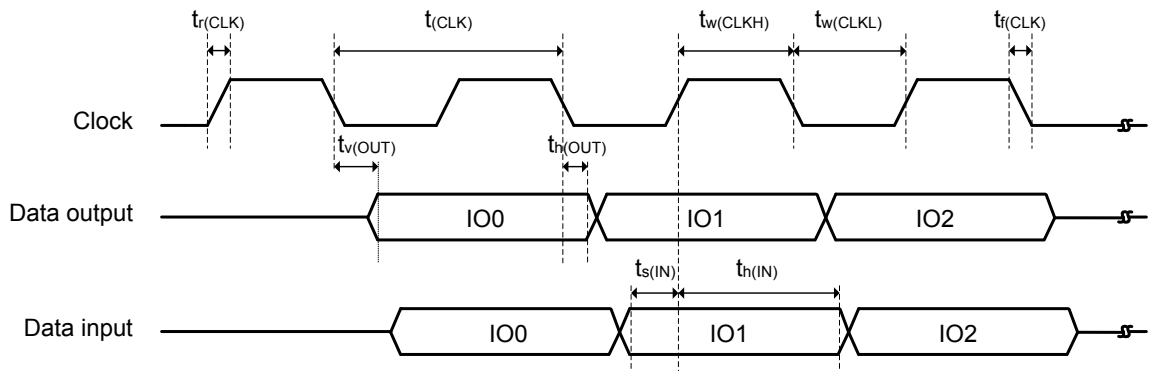 tr(CLK) t(CLK) tw(CLKH) tw(CLKL) tf(CLK)
Clock
tv(OUT) th(OUT)
Data output IO0 IO1 IO2
ts(IN) th(IN)
Data input IO0 IO1 IO2